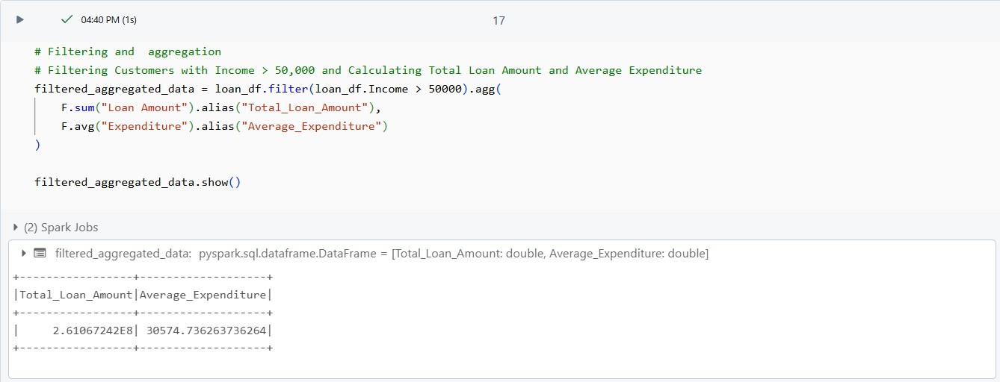 04:40 PM (1s)
17
# Filtering and  aggregation
# Filtering Customers with Income > 50,000 and Calculating Total Loan Amount and Average Expenditure
filtered_aggregated_data = loan_df.filter(loan_df.Income > 50000).agg(
    F.sum("Loan Amount").alias("Total_Loan_Amount"),
    F.avg("Expenditure").alias("Average_Expenditure")
)
filtered_aggregated_data.show()
(2) Spark Jobs
filtered_aggregated_data: pyspark.sql.dataframe.DataFrame = [Total_Loan_Amount: double, Average_Expenditure: double]
+-----------------+-------------------+
|Total_Loan_Amount|Average_Expenditure|
+-----------------+-------------------+
|     2.61067242E8| 30574.736263736264|
+-----------------+-------------------+